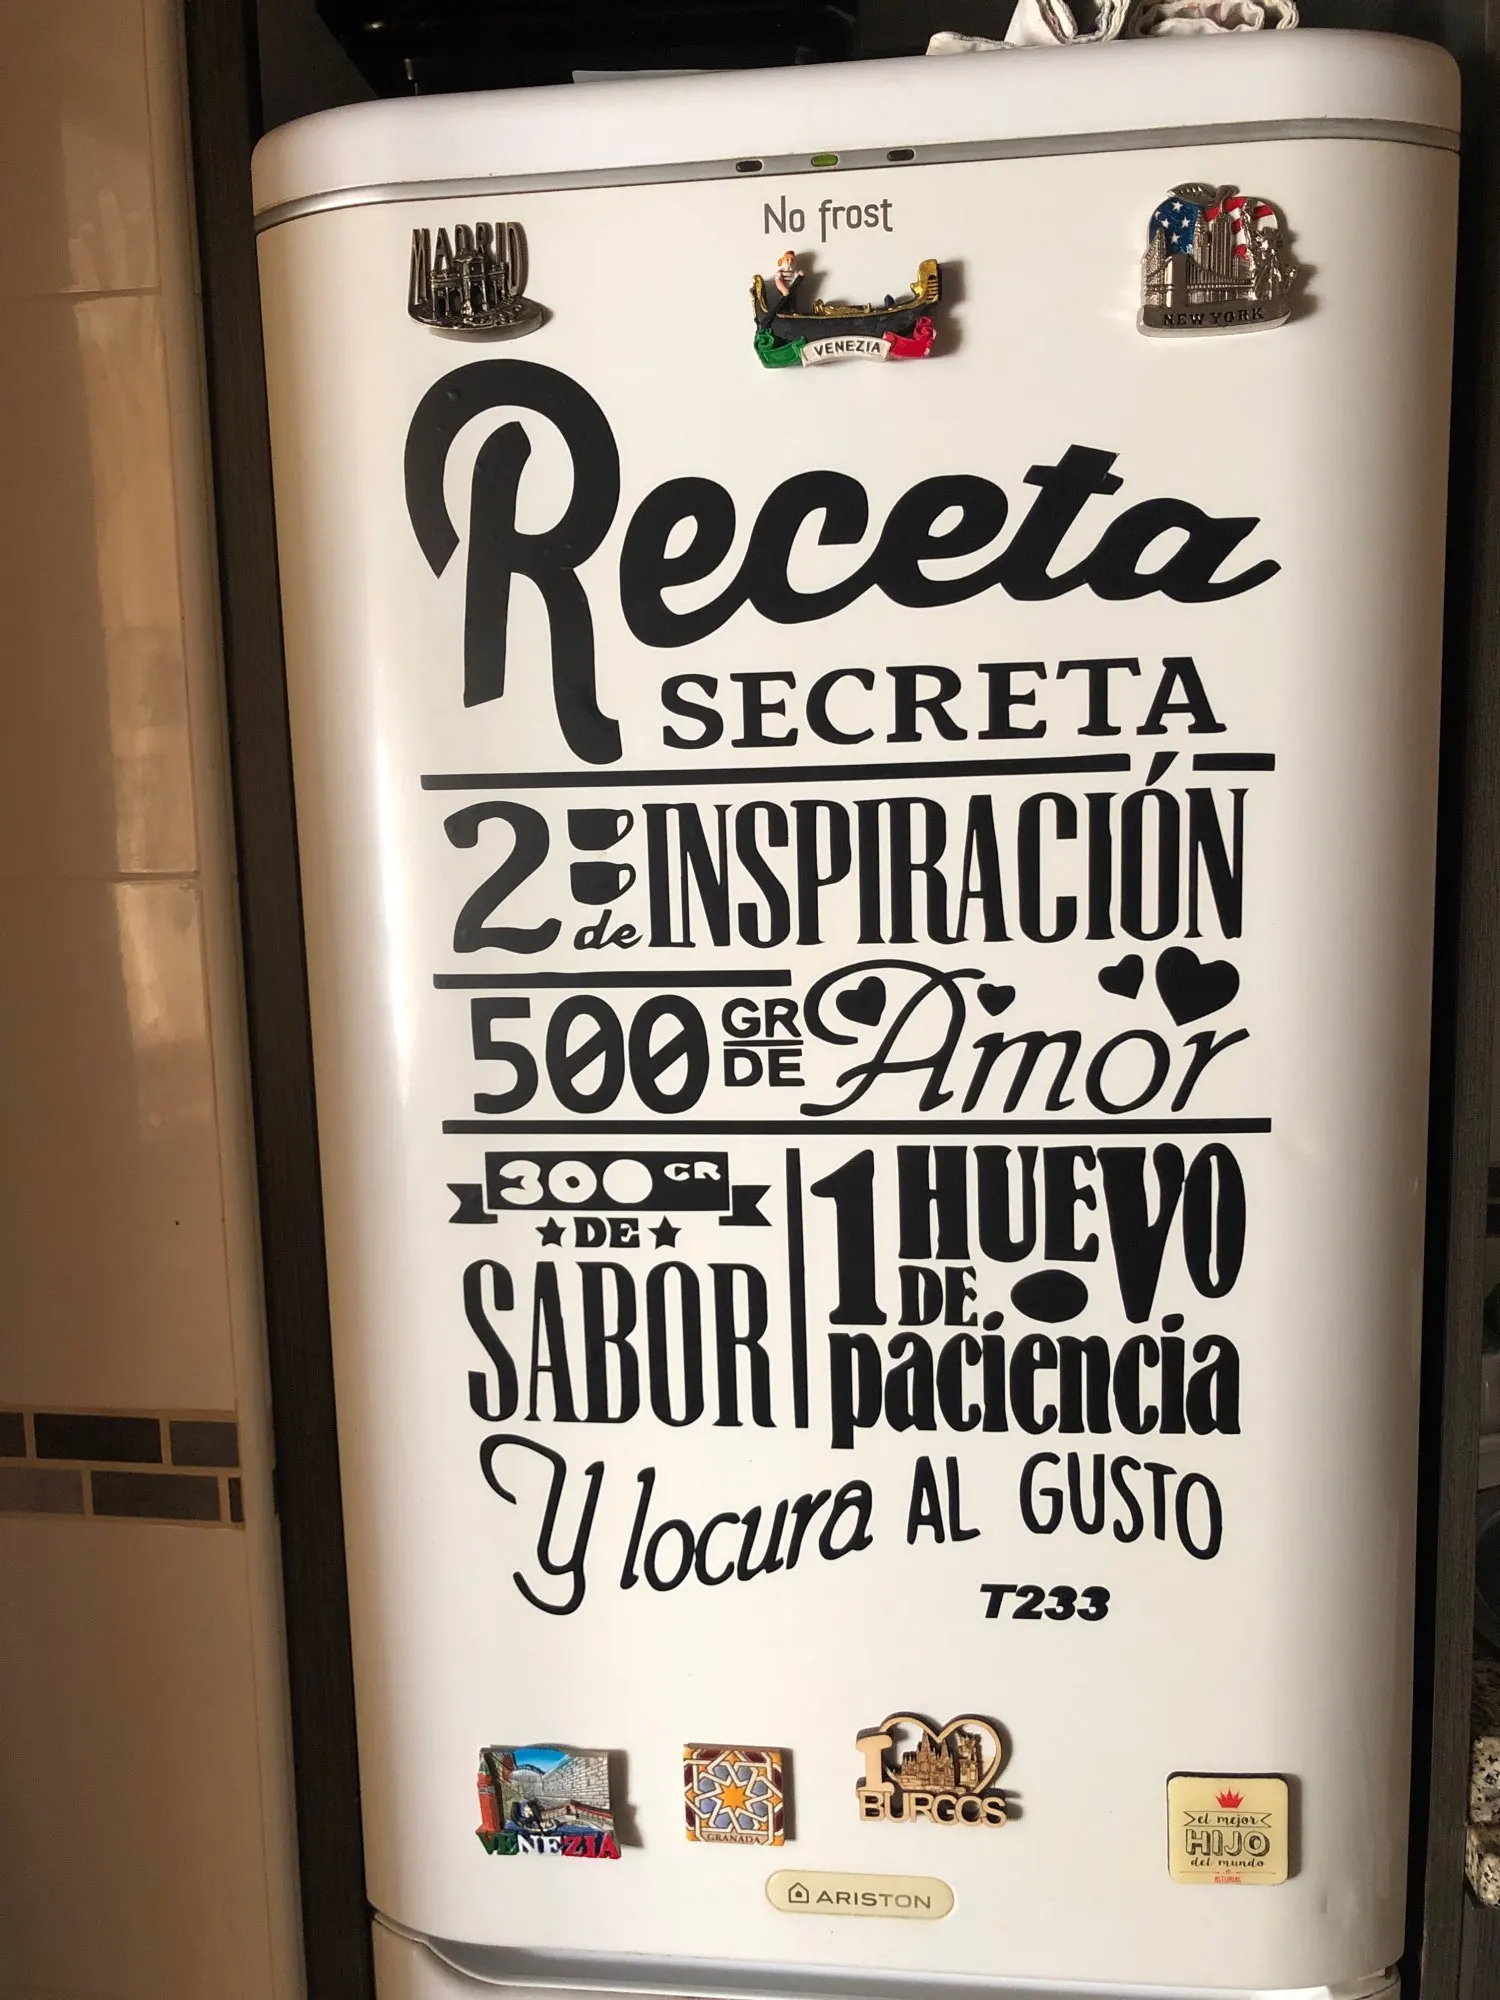 No frost
MADRID
VENEZIA
NEW YORK
Receta
SECRETA
2 de INSPIRACIÓN
500 GR DE Amor
300 GR
DE
SABOR
1 HUEVO
DE
paciencia
Y locura AL GUSTO
T233
VENEZIA
GRANADA
I
BURGOS
el mejor
HIJO
del mundo
ASTURIAS
ARISTON